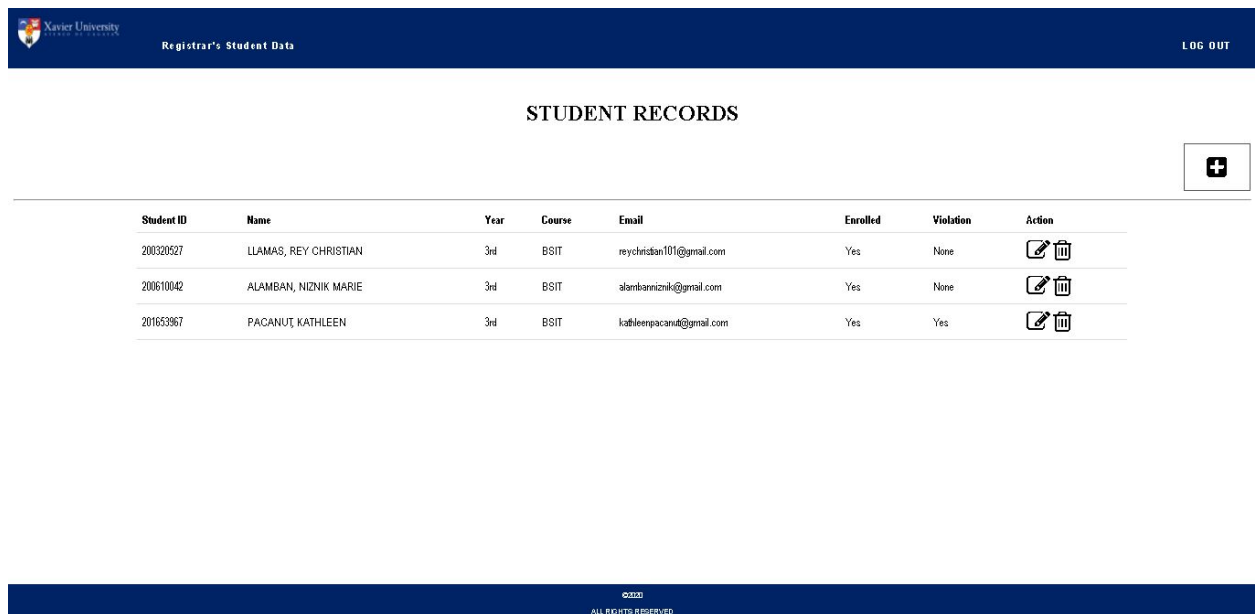 Xavier University
Registrar's Student Data
LOG OUT
STUDENT RECORDS
Student ID Name Year Course Email Enrolled Violation Action
200320527 LLAMAS, REY CHRISTIAN 3rd BSIT reychristian101@gmail.com Yes None
200610042 ALAMBAN, NIZNIK MARIE 3rd BSIT alambanniznik@gmail.com Yes None
201653967 PACANUT, KATHLEEN 3rd BSIT kathleenpacanut@gmail.com Yes Yes
©2020
ALL RIGHTS RESERVED